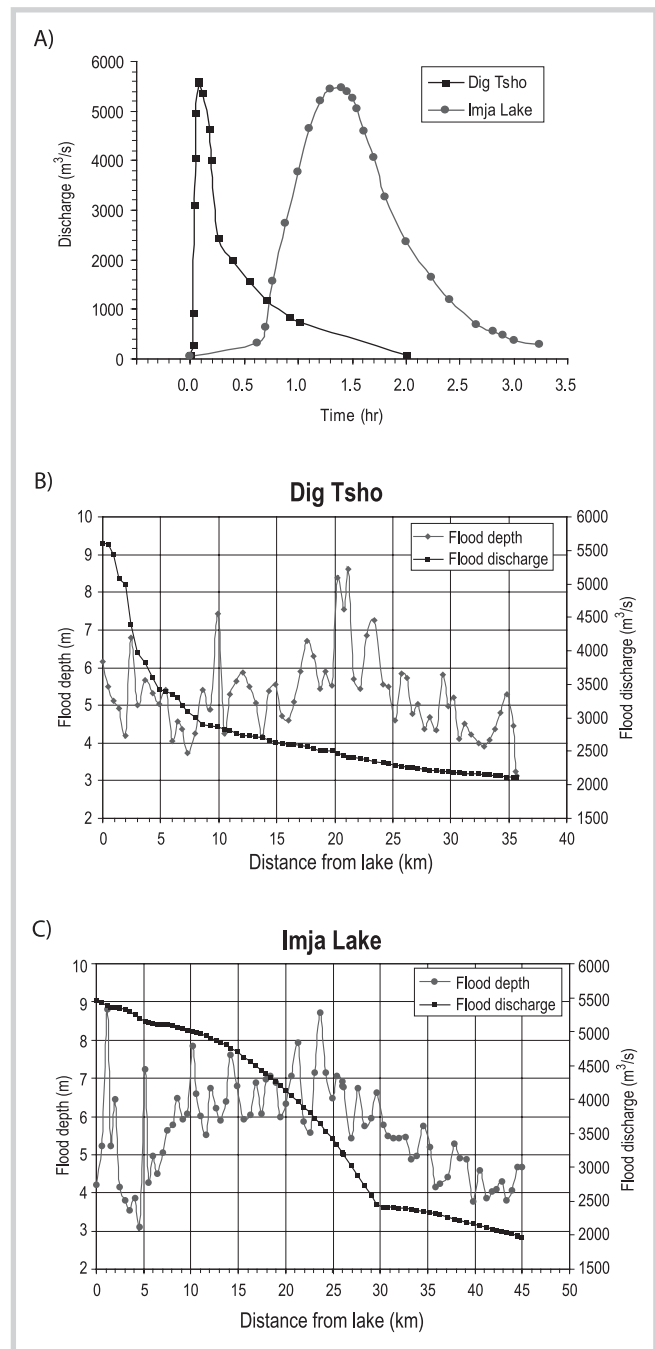 A)
6000
5000
4000
3000
2000
1000
0
Discharge (m³/s)
Dig Tsho
Imja Lake
0.0 0.5 1.0 1.5 2.0 2.5 3.0 3.5
Time (hr)
B)
Dig Tsho
10
9
8
7
6
5
4
3
2
Flood depth (m)
Flood depth
Flood discharge
6000
5500
5000
4500
4000
3500
3000
2500
2000
1500
Flood discharge (m³/s)
0 5 10 15 20 25 30 35 40
Distance from lake (km)
C)
Imja Lake
10
9
8
7
6
5
4
3
2
Flood depth (m)
Flood depth
Flood discharge
6000
5500
5000
4500
4000
3500
3000
2500
2000
1500
Flood discharge (m³/s)
0 5 10 15 20 25 30 35 40 45 50
Distance from lake (km)